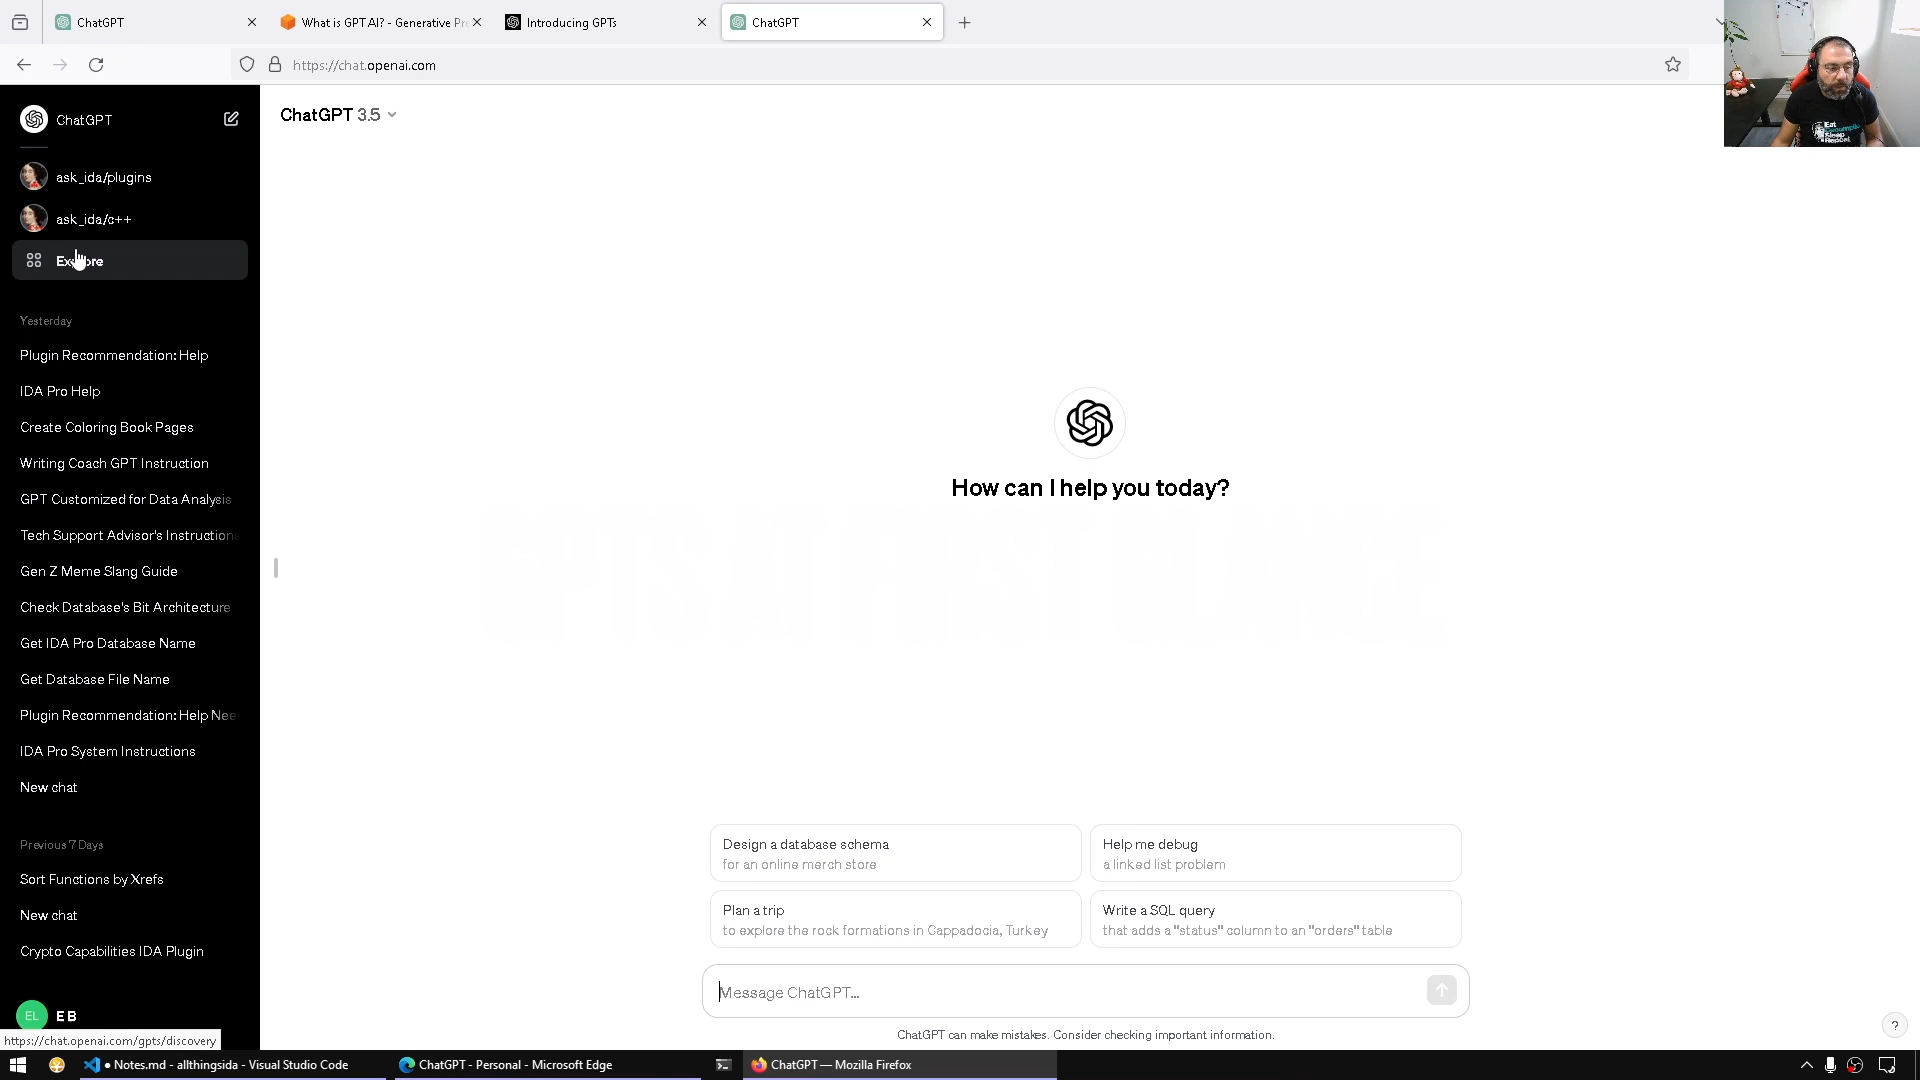 ChatGPT
What is GPT AI? - Generative Pre
Introducing GPTs
ChatGPT
https://chat.openai.com
ChatGPT
ChatGPT 3.5
ask_ida/plugins
ask_ida/c++
Explore
Yesterday
Plugin Recommendation: Help
IDA Pro Help
Create Coloring Book Pages
Writing Coach GPT Instruction
GPT Customized for Data Analysis
Tech Support Advisor's Instructions
Gen Z Meme Slang Guide
Check Database's Bit Architecture
Get IDA Pro Database Name
Get Database File Name
Plugin Recommendation: Help Nee
IDA Pro System Instructions
New chat
Previous 7 Days
Sort Functions by Xrefs
New chat
Crypto Capabilities IDA Plugin
EL
E B
https://chat.openai.com/gpts/discovery
How can I help you today?
Design a database schema
for an online merch store
Help me debug
a linked list problem
Plan a trip
to explore the rock formations in Cappadocia, Turkey
Write a SQL query
that adds a "status" column to an "orders" table
Message ChatGPT...
ChatGPT can make mistakes. Consider checking important information.
?
Eat
Sleep
Repeat
● Notes.md - allthingsida - Visual Studio Code
ChatGPT - Personal - Microsoft Edge
ChatGPT — Mozilla Firefox